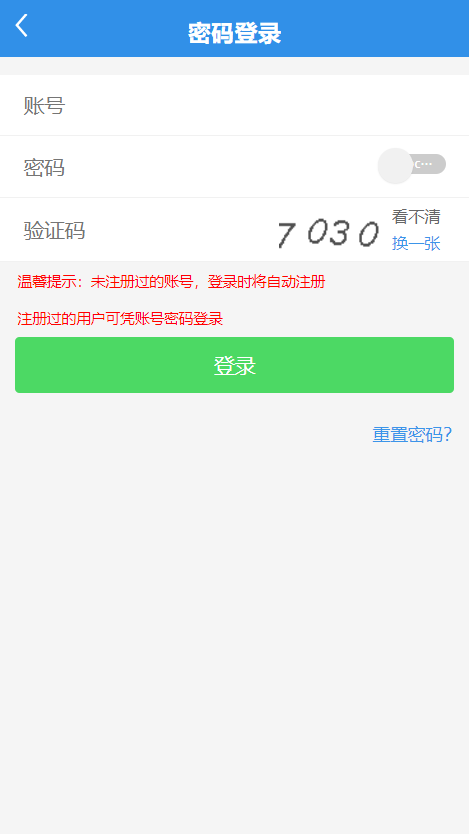 密码登录
账号
密码
c···
验证码
7030
看不清
换一张
温馨提示：未注册过的账号，登录时将自动注册
注册过的用户可凭账号密码登录
登录
重置密码？